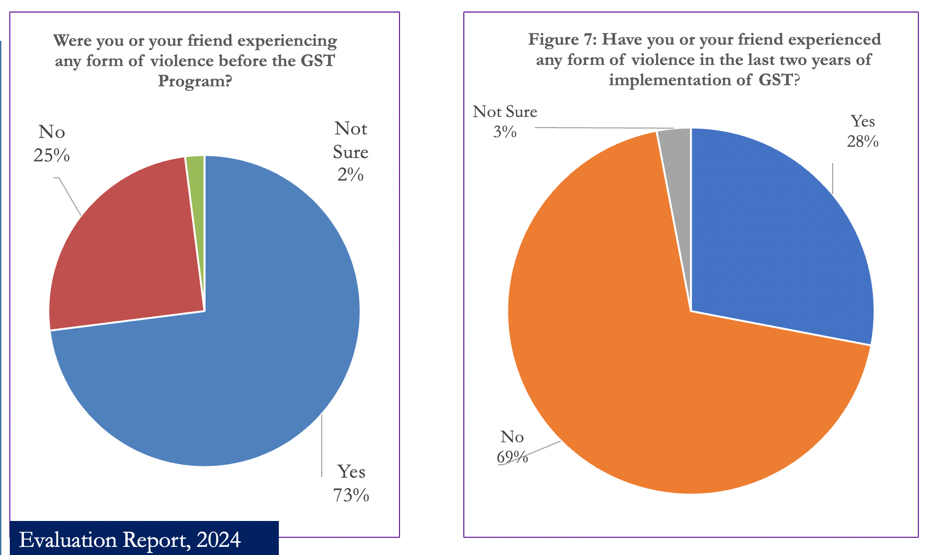 Were you or your friend experiencing
any form of violence before the GST
Program?
No
25%
Not
Sure
2%
Yes
73%
Evaluation Report, 2024
Figure 7: Have you or your friend experienced
any form of violence in the last two years of
implementation of GST?
Not Sure
3%
Yes
28%
No
69%